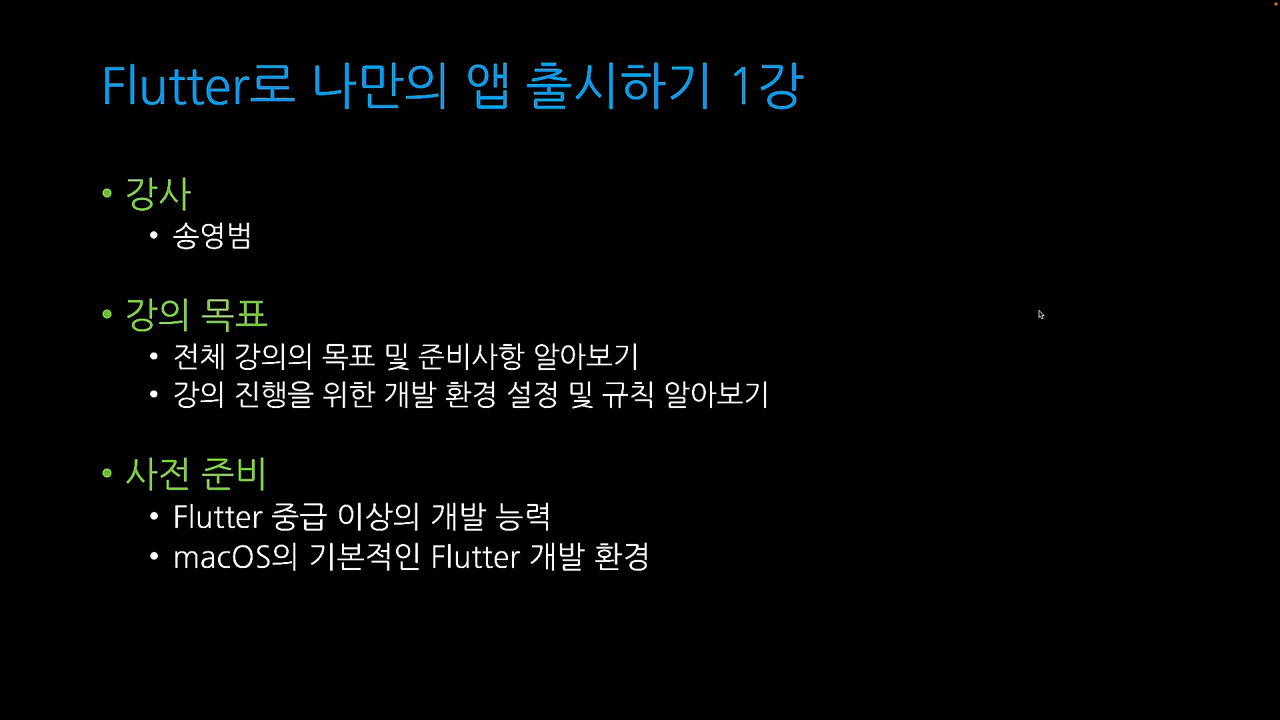 Flutter로 나만의 앱 출시하기 1강
• 강사
• 송영범
• 강의 목표
• 전체 강의의 목표 및 준비사항 알아보기
• 강의 진행을 위한 개발 환경 설정 및 규칙 알아보기
• 사전 준비
• Flutter 중급 이상의 개발 능력
• macOS의 기본적인 Flutter 개발 환경